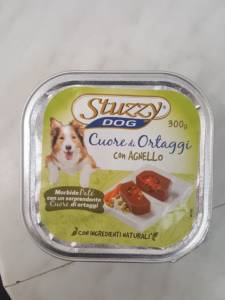 Stuzzy
DOG
300g
Cuore di Ortaggi
con AGNELLO
Morbido Paté
con un sorprendente
Cuore di ortaggi
CON INGREDIENTI NATURALI